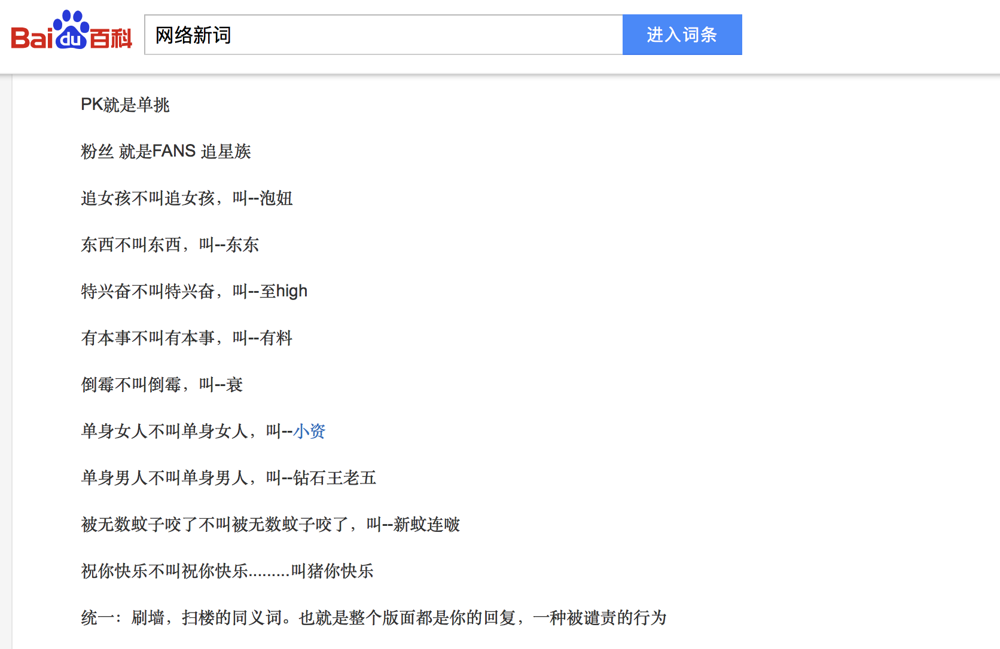 Baidu百科
网络新词
进入词条
PK就是单挑
粉丝 就是FANS 追星族
追女孩不叫追女孩，叫--泡妞
东西不叫东西，叫--东东
特兴奋不叫特兴奋，叫--至high
有本事不叫有本事，叫--有料
倒霉不叫倒霉，叫--衰
单身女人不叫单身女人，叫--小资
单身男人不叫单身男人，叫--钻石王老五
被无数蚊子咬了不叫被无数蚊子咬了，叫--新蚊连啵
祝你快乐不叫祝你快乐.........叫猪你快乐
统一：刷墙，扫楼的同义词。也就是整个版面都是你的回复，一种被谴责的行为